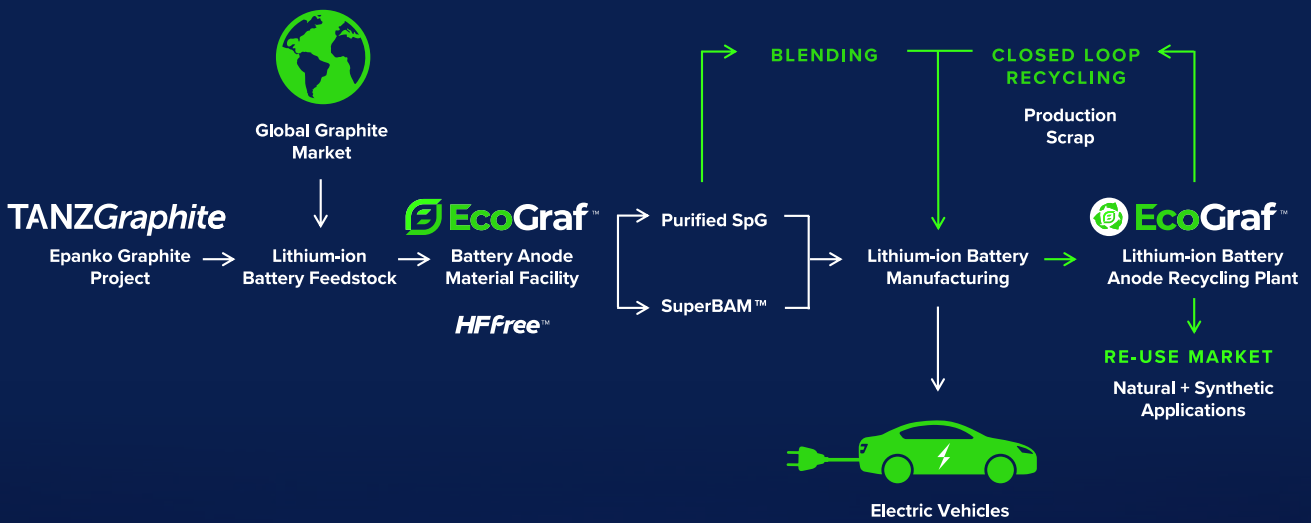 BLENDING
CLOSED LOOP
RECYCLING
Production
Scrap
Global Graphite
Market
TANZGraphite
Epanko Graphite
Project
Lithium-ion
Battery Feedstock
EcoGraf™
Battery Anode
Material Facility
HFfree™
Purified SpG
SuperBAM™
Lithium-ion Battery
Manufacturing
EcoGraf™
Lithium-ion Battery
Anode Recycling Plant
RE-USE MARKET
Natural + Synthetic
Applications
Electric Vehicles